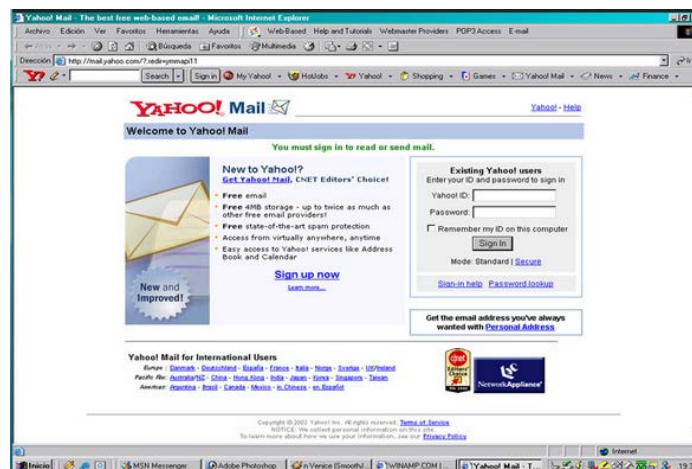 Yahoo! Mail - The best free web-based email! - Microsoft Internet Explorer
Archivo Edición Ver Favoritos Herramientas Ayuda Web-Based Help and Tutorials Webmaster Providers POP3 Access E-mail
Atrás Búsqueda Favoritos Multimedia
Dirección http://mail.yahoo.com/?.redir=ymmapi11 Ir
Y! Search Sign in My Yahoo! HotJobs Yahoo! Shopping Games Yahoo! Mail News Finance
YAHOO! Mail
Yahoo! - Help
Welcome to Yahoo! Mail
You must sign in to read or send mail.
New to Yahoo!?
Get Yahoo! Mail, CNET Editors' Choice!
Free email
Free 4MB storage - up to twice as much as
other free email providers!
Free state-of-the-art spam protection
Access from virtually anywhere, anytime
Easy access to Yahoo! services like Address
Book and Calendar
Sign up now
Learn more...
New and
Improved!
Existing Yahoo! users
Enter your ID and password to sign in
Yahoo! ID:
Password:
Remember my ID on this computer
Sign In
Mode: Standard | Secure
Sign-in help Password lookup
Get the email address you've always
wanted with Personal Address
Yahoo! Mail for International Users
Europe : Danmark - Deutschland - España - France - Italia - Norge - Sverige - UK/Ireland
Pacific Rim: Australia/NZ - China - Hong Kong - India - Japan - Korea - Singapore - Taiwan
Americas: Argentina - Brasil - Canada - Mexico - in Chinese - en Español
cnet
Editors'
Choice
Network Appliance
Copyright © 2002 Yahoo! Inc. All rights reserved. Terms of Service
NOTICE: We collect personal information on this site.
To learn more about how we use your information, see our Privacy Policy
Internet
Inicio MSN Messenger Adobe Photoshop n Venice (Smooth/ WINAMP.COM | Yahoo! Mail - T...